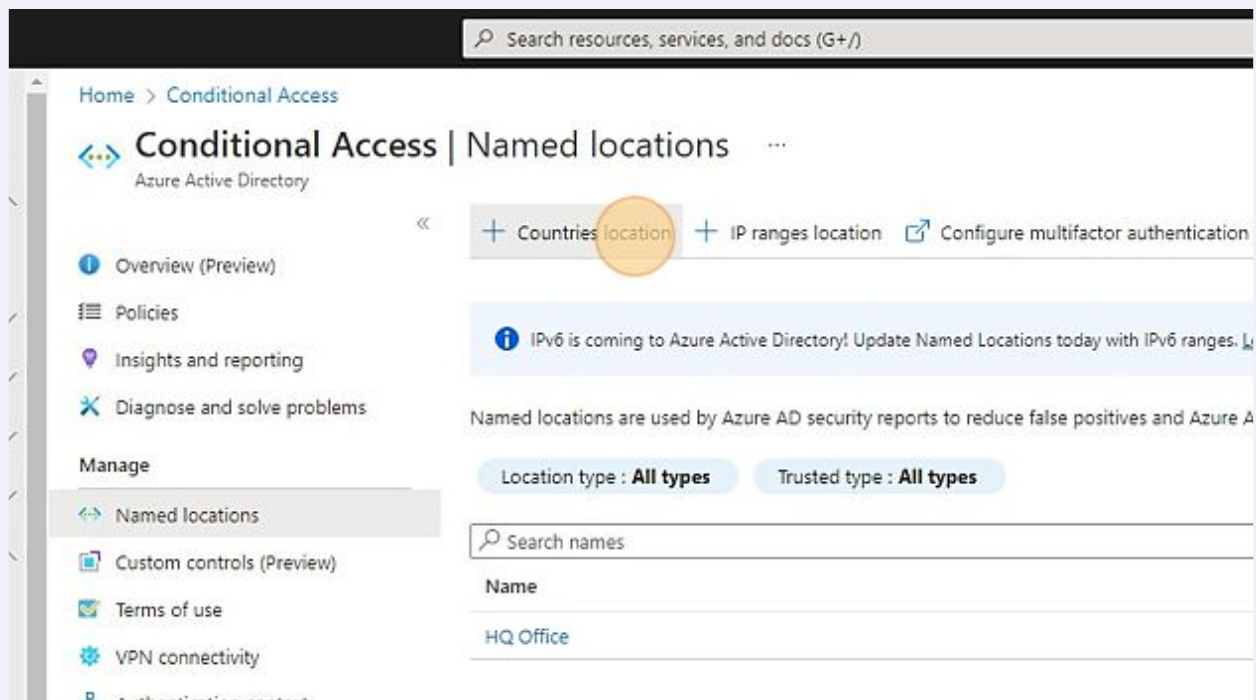 Search resources, services, and docs (G+/)
Home > Conditional Access
Conditional Access | Named locations ...
Azure Active Directory
«
Overview (Preview)
Policies
Insights and reporting
Diagnose and solve problems
Manage
Named locations
Custom controls (Preview)
Terms of use
VPN connectivity
Authentication context
+ Countries location + IP ranges location Configure multifactor authentication
IPv6 is coming to Azure Active Directory! Update Named Locations today with IPv6 ranges.
Named locations are used by Azure AD security reports to reduce false positives and Azure A
Location type : All types Trusted type : All types
Search names
Name
HQ Office